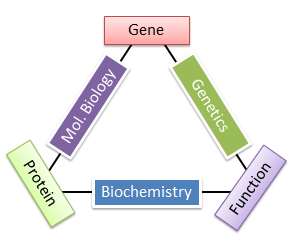 Gene
Mol. Biology
Genetics
Protein
Biochemistry
Function